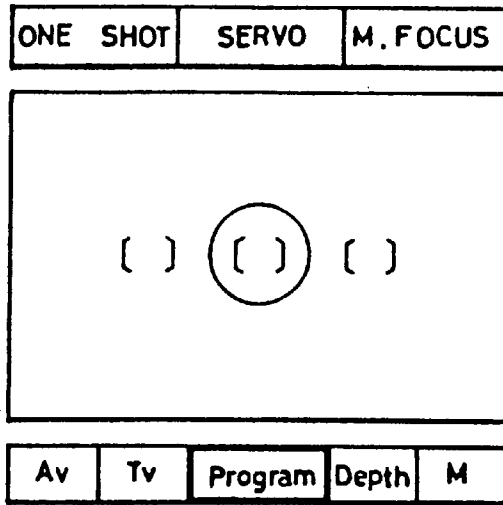 ONE SHOT SERVO M. FOCUS
[ ] [ ] [ ]
Av Tv Program Depth M